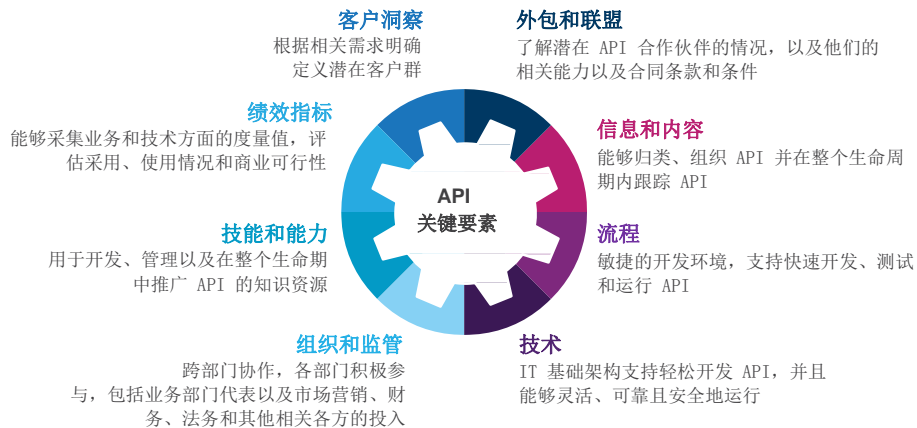 客户洞察
根据相关需求明确
定义潜在客户群
外包和联盟
了解潜在 API 合作伙伴的情况，以及他们的
相关能力以及合同条款和条件
绩效指标
能够采集业务和技术方面的度量值，评
估采用、使用情况和商业可行性
信息和内容
能够归类、组织 API 并在整个生命周
期内跟踪 API
API
关键要素
技能和能力
用于开发、管理以及在整个生命期
中推广 API 的知识资源
流程
敏捷的开发环境，支持快速开发、测试
和运行 API
组织和监管
跨部门协作，各部门积极参
与，包括业务部门代表以及市场营销、财
务、法务和其他相关各方的投入
技术
IT 基础架构支持轻松开发 API，并且
能够灵活、可靠且安全地运行